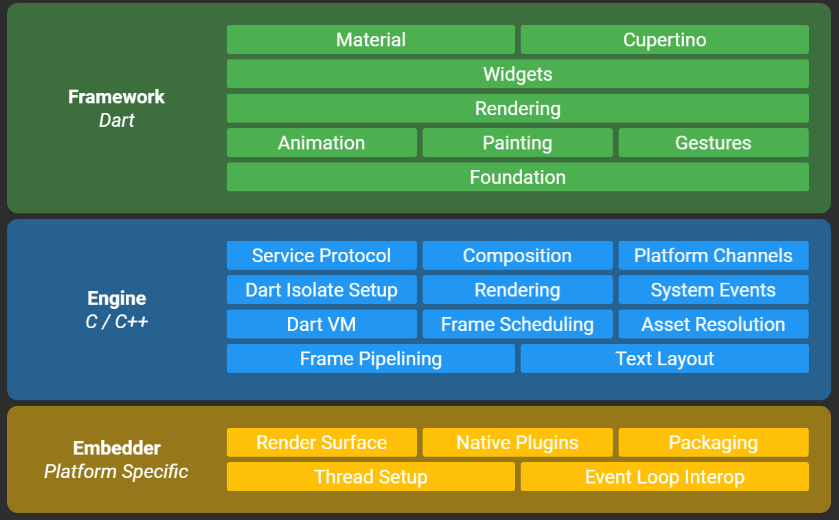 Framework
Dart
Material
Cupertino
Widgets
Rendering
Animation
Painting
Gestures
Foundation
Engine
C / C++
Service Protocol
Composition
Platform Channels
Dart Isolate Setup
Rendering
System Events
Dart VM
Frame Scheduling
Asset Resolution
Frame Pipelining
Text Layout
Embedder
Platform Specific
Render Surface
Native Plugins
Packaging
Thread Setup
Event Loop Interop